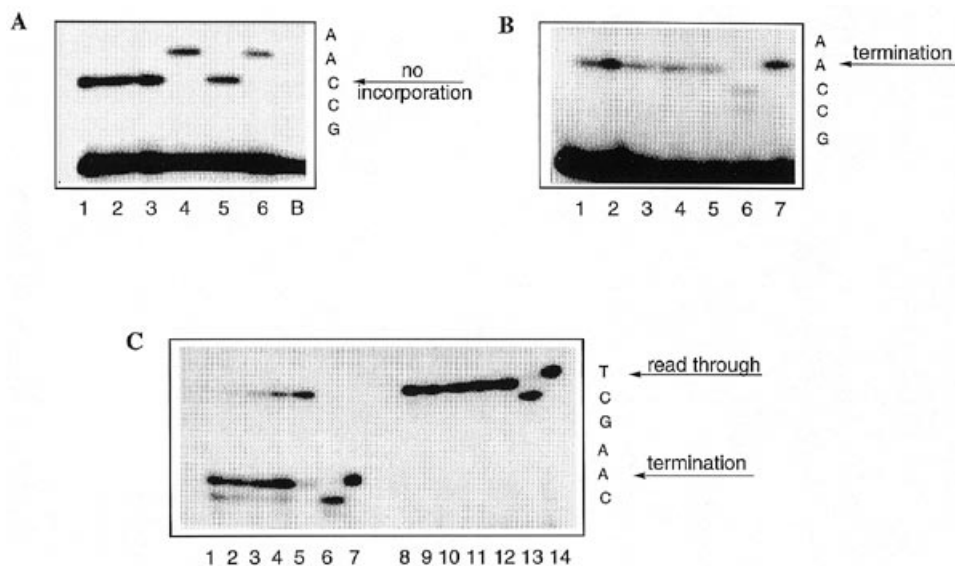 A
A
A
C
C
G
no
incorporation
1 2 3 4 5 6 B
B
A
A
C
C
G
termination
1 2 3 4 5 6 7
C
T
C
G
A
A
C
read through
termination
1 2 3 4 5 6 7 8 9 10 11 12 13 14